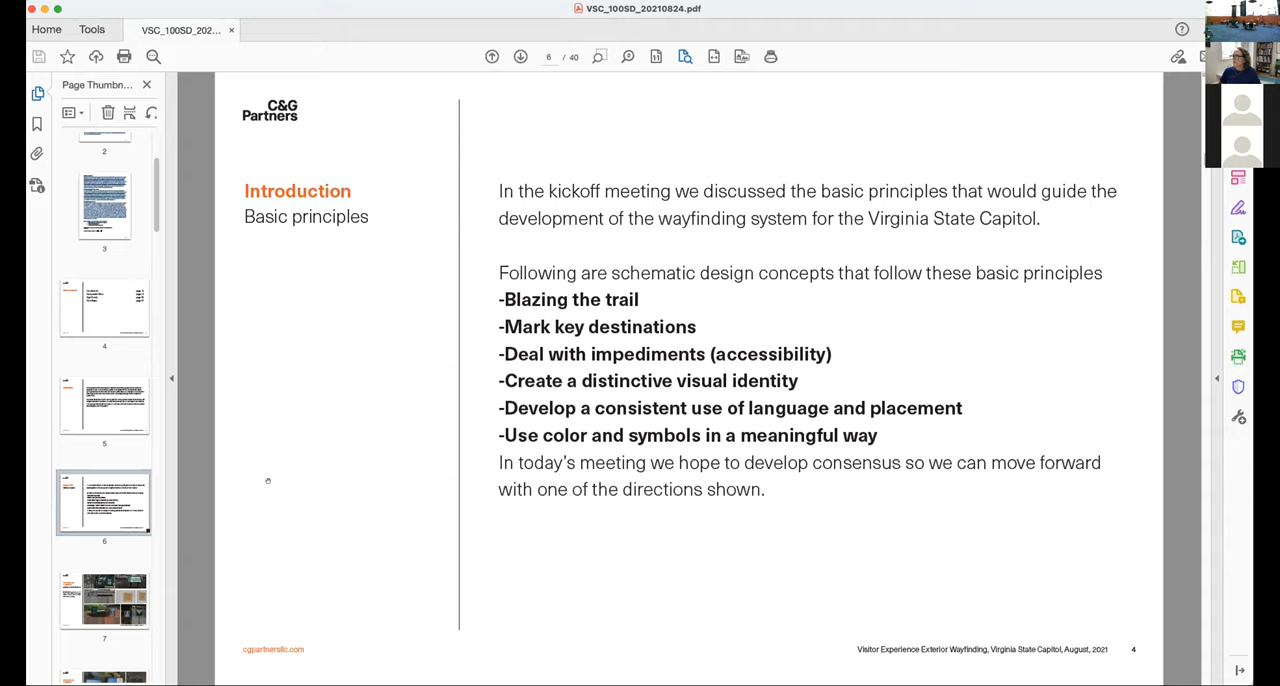 VSC_100SD_20210824.pdf
Home
Tools
VSC_100SD_202...
6 / 40
Page Thumbn...
2
3
4
5
6
7
C&G
Partners
Introduction
Basic principles
In the kickoff meeting we discussed the basic principles that would guide the
development of the wayfinding system for the Virginia State Capitol.
Following are schematic design concepts that follow these basic principles
-Blazing the trail
-Mark key destinations
-Deal with impediments (accessibility)
-Create a distinctive visual identity
-Develop a consistent use of language and placement
-Use color and symbols in a meaningful way
In today's meeting we hope to develop consensus so we can move forward
with one of the directions shown.
cgpartnersllc.com
Visitor Experience Exterior Wayfinding, Virginia State Capitol, August, 2021
4